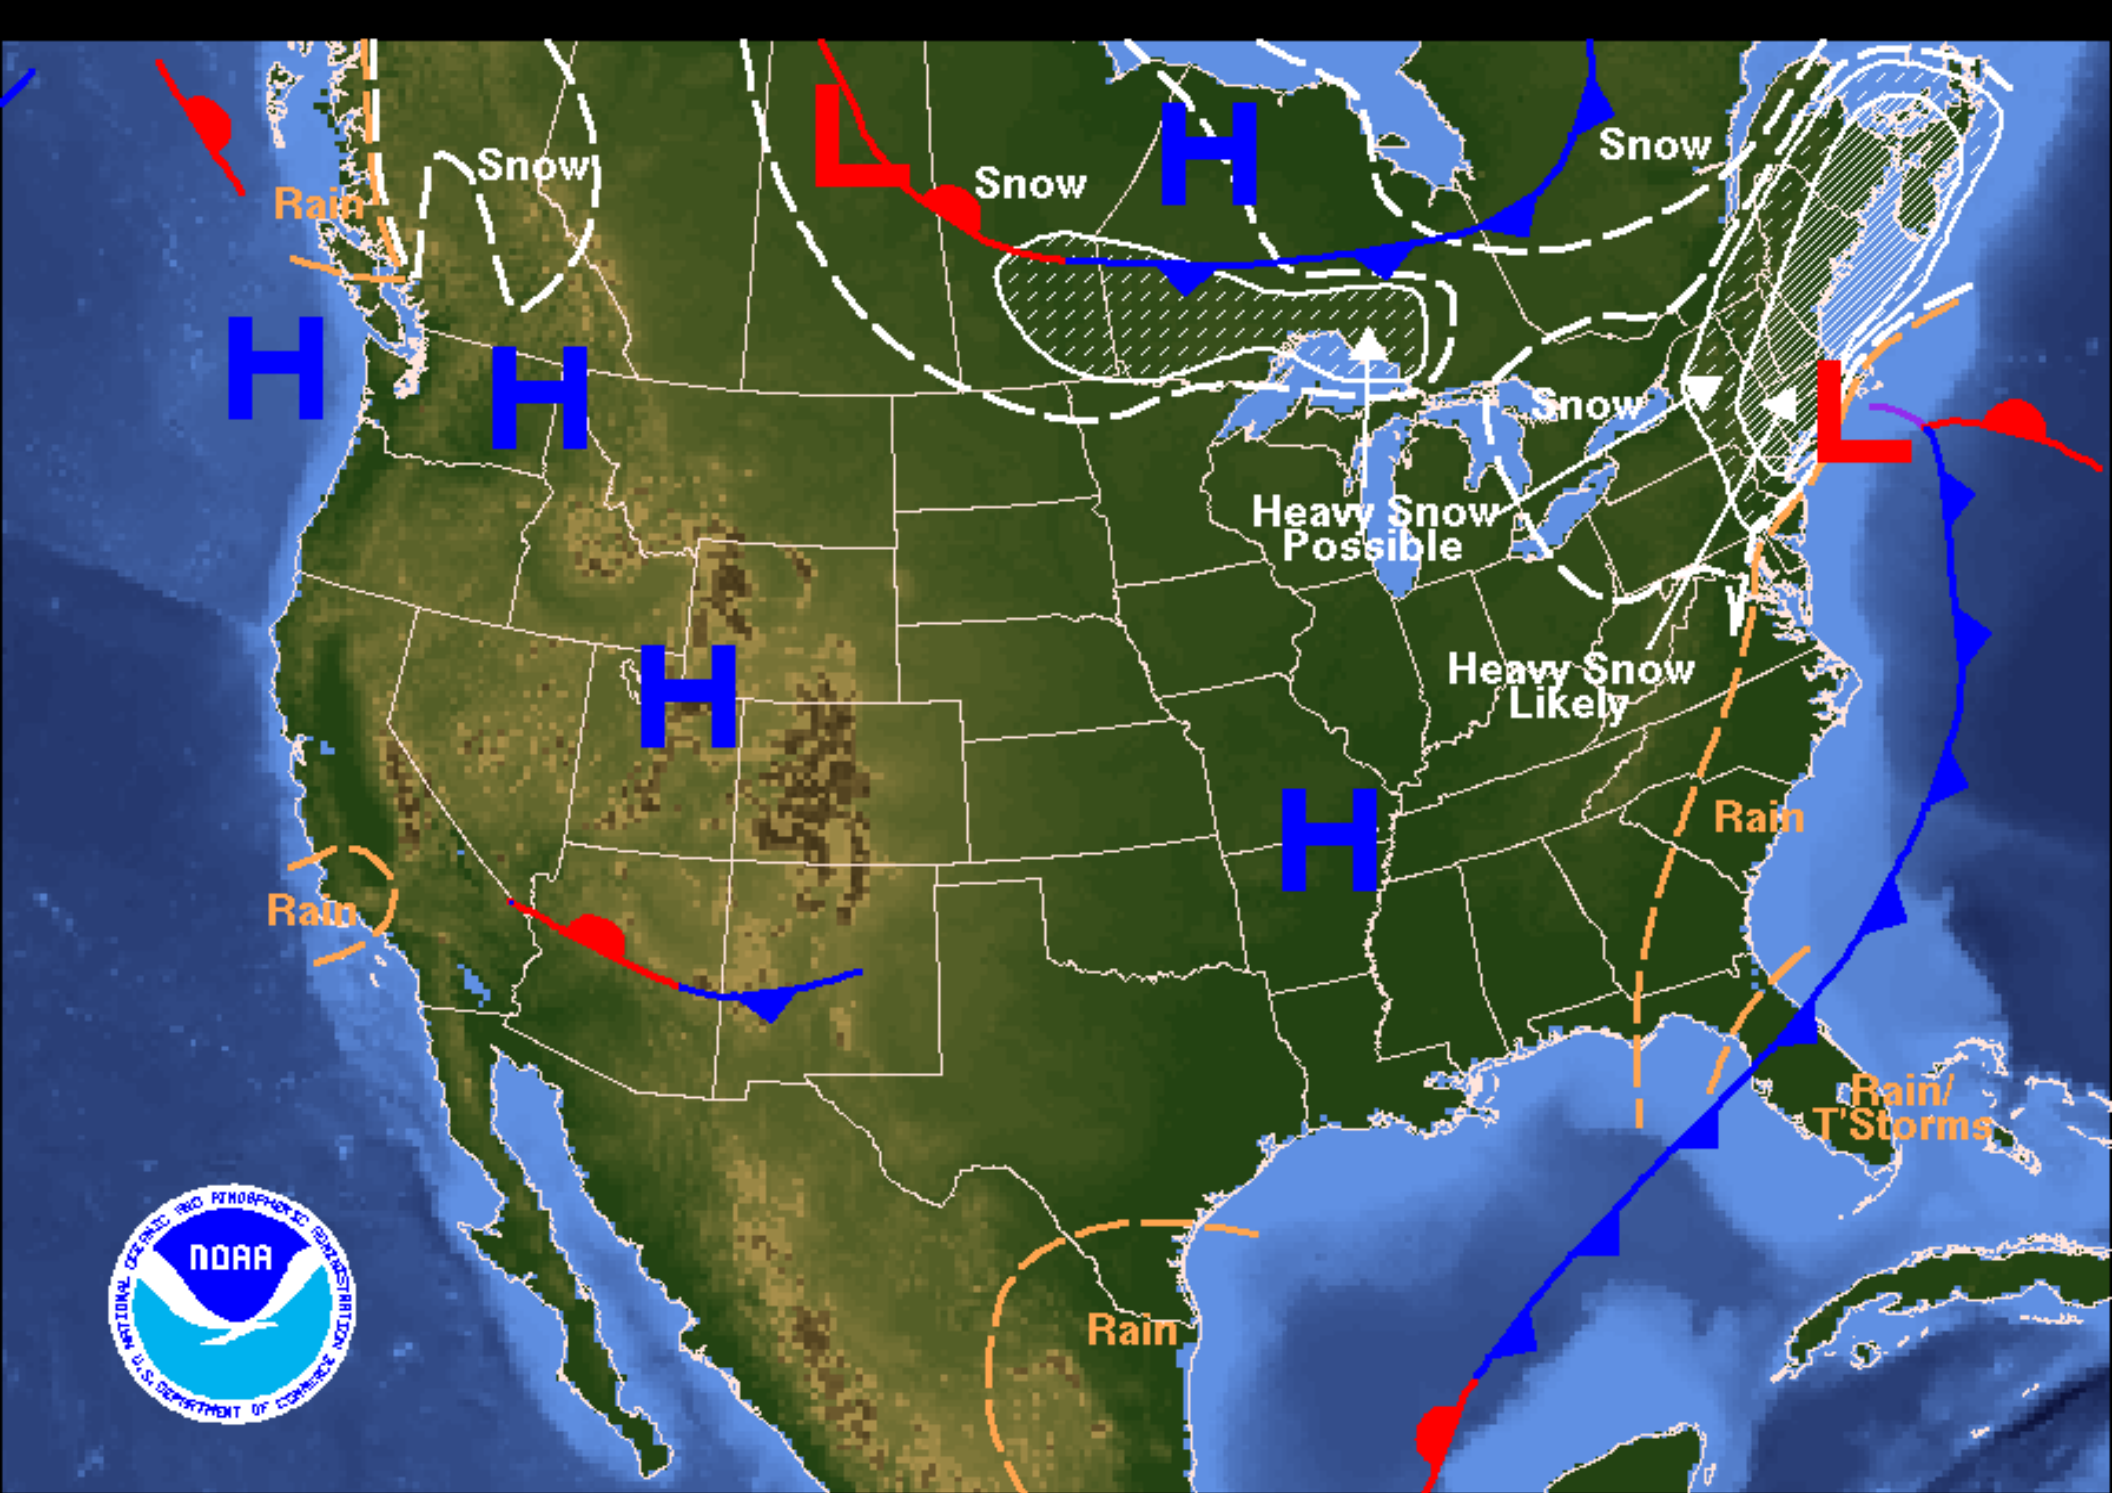 Snow
Snow
Snow
Rain
H
L
H
H
L
Snow
Heavy Snow
Possible
Heavy Snow
Likely
H
H
Rain
Rain
Rain/
T'Storms
Rain
NATIONAL OCEANIC AND ATMOSPHERIC ADMINISTRATION
NOAA
U.S. DEPARTMENT OF COMMERCE